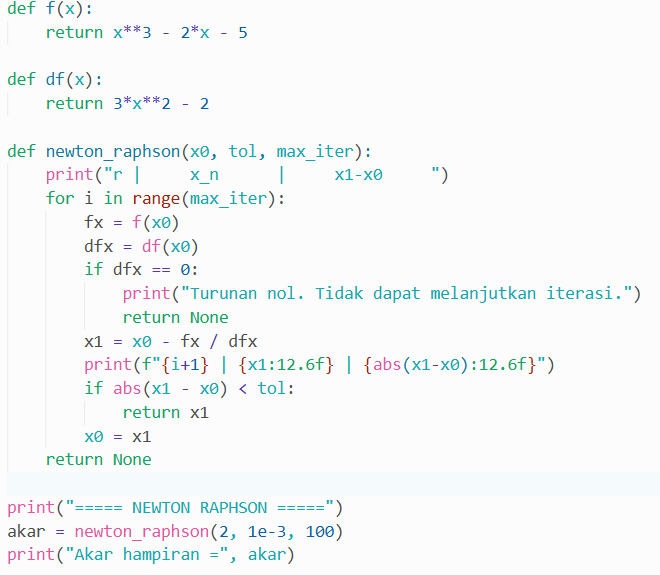 def f(x):
    return x**3 - 2*x - 5
def df(x):
    return 3*x**2 - 2
def newton_raphson(x0, tol, max_iter):
    print("r |     x_n      |     x1-x0     ")
    for i in range(max_iter):
        fx = f(x0)
        dfx = df(x0)
        if dfx == 0:
            print("Turunan nol. Tidak dapat melanjutkan iterasi.")
            return None
        x1 = x0 - fx / dfx
        print(f"{i+1} | {x1:12.6f} | {abs(x1-x0):12.6f}")
        if abs(x1 - x0) < tol:
            return x1
        x0 = x1
    return None
print("===== NEWTON RAPHSON =====")
akar = newton_raphson(2, 1e-3, 100)
print("Akar hampiran =", akar)